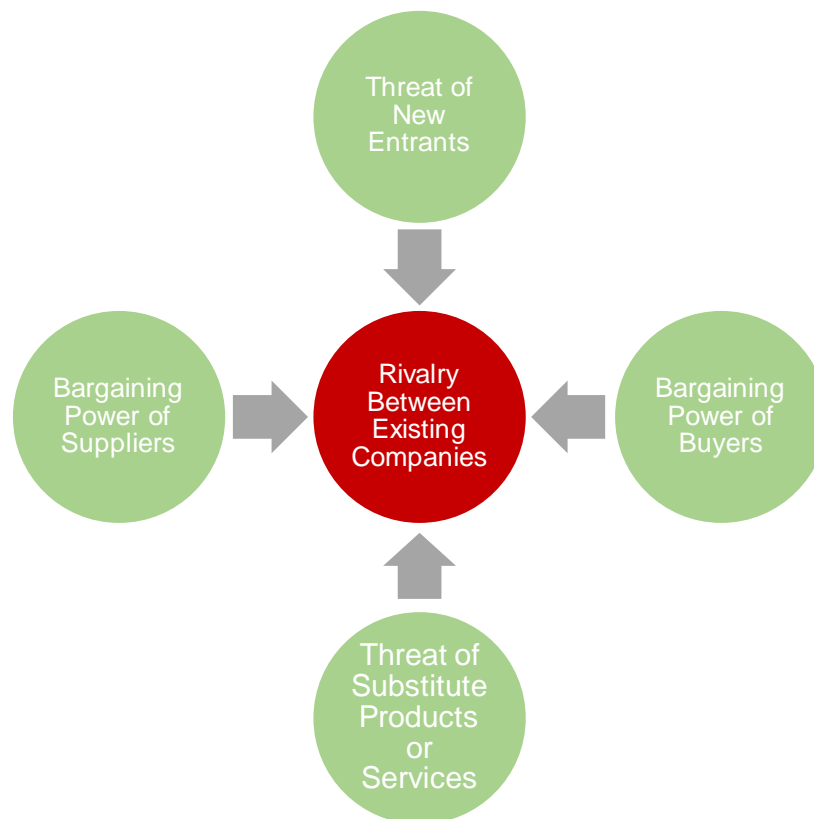 Threat of
New
Entrants
Bargaining
Power of
Suppliers
Rivalry
Between
Existing
Companies
Bargaining
Power of
Buyers
Threat of
Substitute
Products
or
Services